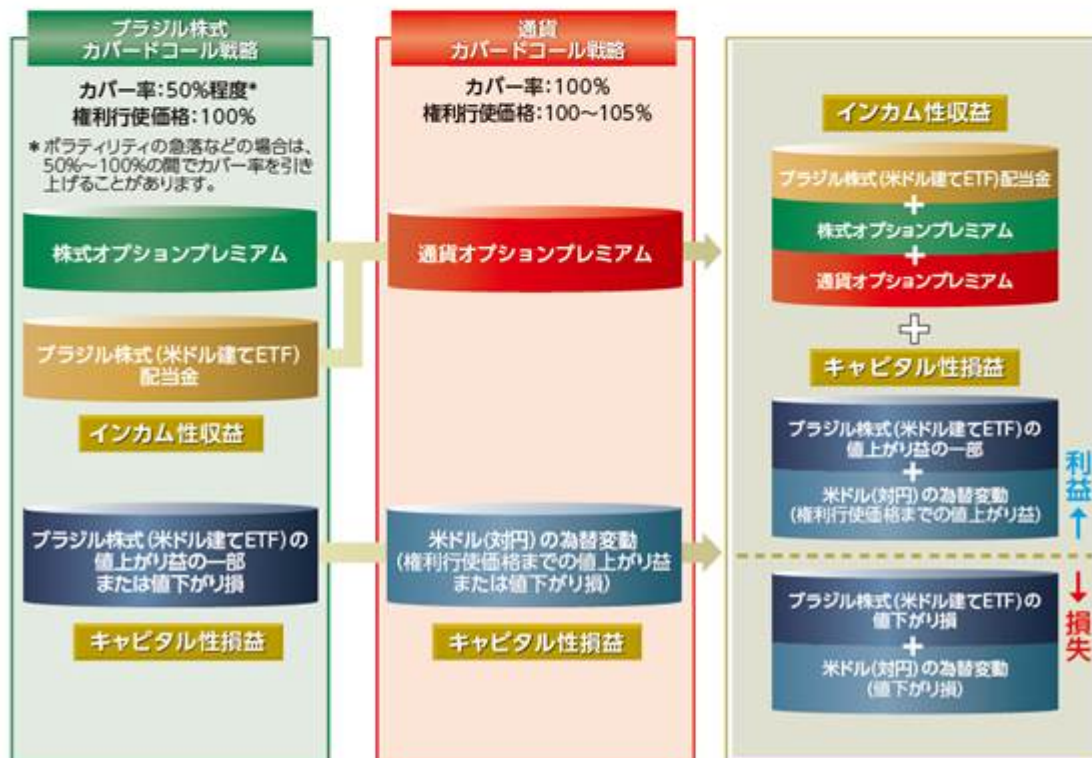 ブラジル株式
カバードコール戦略
カバー率:50%程度*
権利行使価格:100%
*ボラティリティの急落などの場合は、
50%~100%の間でカバー率を引き
上げることがあります。
株式オプションプレミアム
ブラジル株式(米ドル建てETF)
配当金
インカム性収益
ブラジル株式(米ドル建てETF)の
値上がり益の一部
または値下がり損
キャピタル性損益
通貨
カバードコール戦略
カバー率:100%
権利行使価格:100~105%
通貨オプションプレミアム
米ドル(対円)の為替変動
(権利行使価格までの値上がり益
または値下がり損)
キャピタル性損益
インカム性収益
ブラジル株式(米ドル建てETF)配当金
+
株式オプションプレミアム
+
通貨オプションプレミアム
+
キャピタル性損益
ブラジル株式(米ドル建てETF)の
値上がり益の一部
+
米ドル(対円)の為替変動
(権利行使価格までの値上がり益)
利益↑
↓損失
ブラジル株式(米ドル建てETF)の
値下がり損
+
米ドル(対円)の為替変動
(値下がり損)